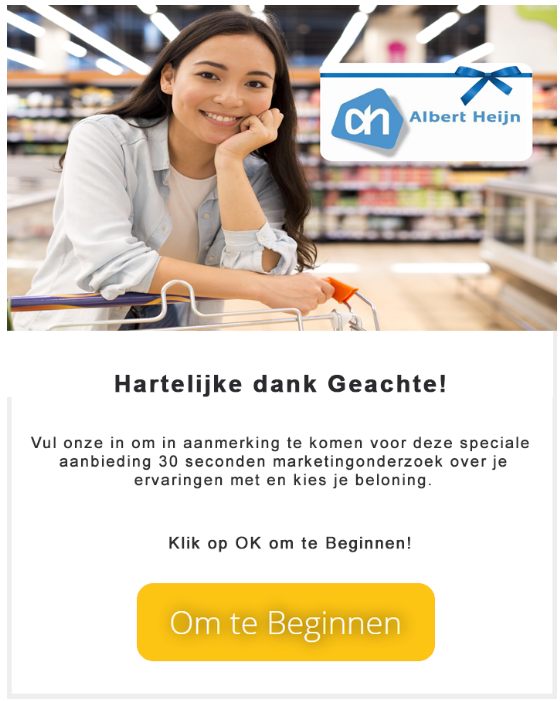 ah Albert Heijn
Hartelijke dank Geachte!
Vul onze in om in aanmerking te komen voor deze speciale
aanbieding 30 seconden marketingonderzoek over je
ervaringen met en kies je beloning.
Klik op OK om te Beginnen!
Om te Beginnen